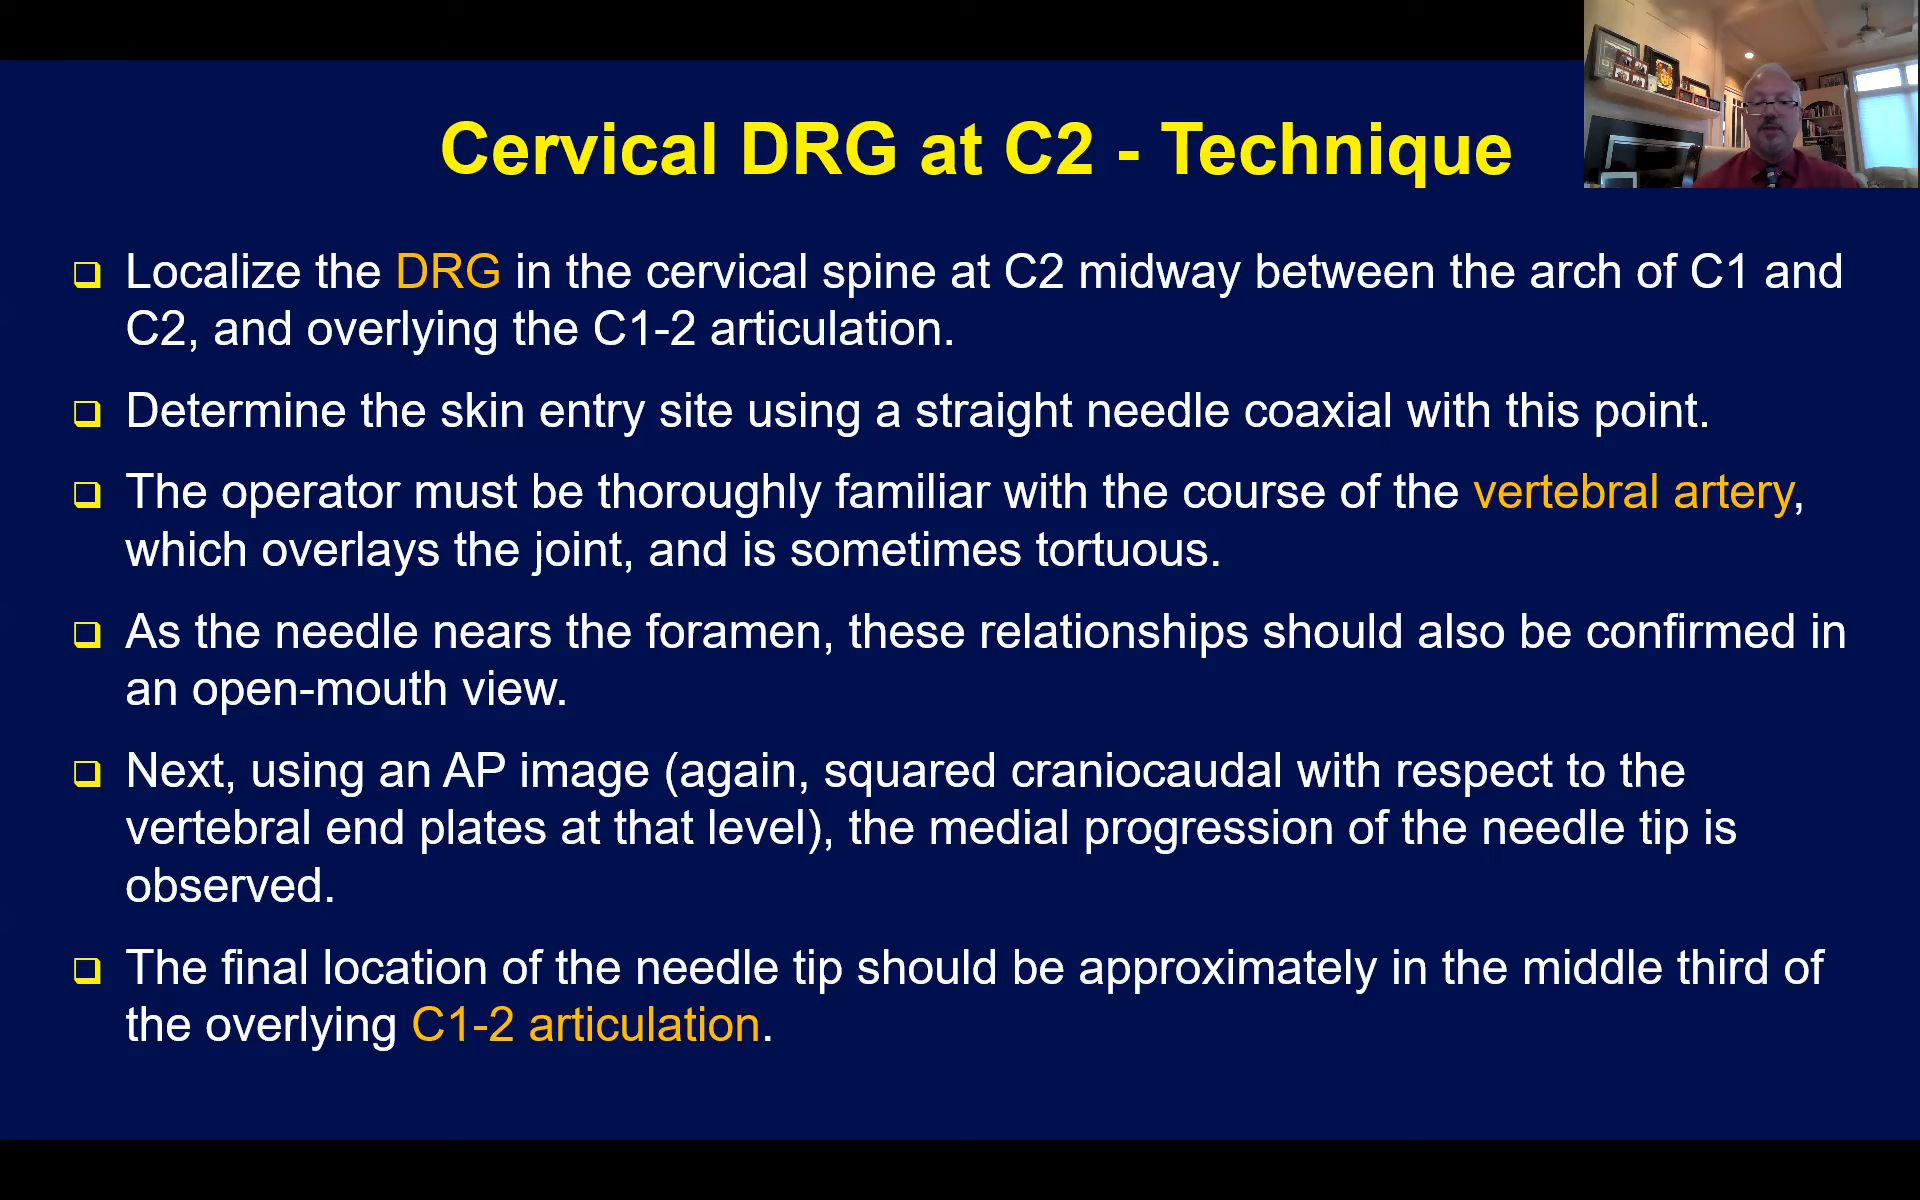 Cervical DRG at C2 - Technique
Localize the DRG in the cervical spine at C2 midway between the arch of C1 and
C2, and overlying the C1-2 articulation.
Determine the skin entry site using a straight needle coaxial with this point.
The operator must be thoroughly familiar with the course of the vertebral artery,
which overlays the joint, and is sometimes tortuous.
As the needle nears the foramen, these relationships should also be confirmed in
an open-mouth view.
Next, using an AP image (again, squared craniocaudal with respect to the
vertebral end plates at that level), the medial progression of the needle tip is
observed.
The final location of the needle tip should be approximately in the middle third of
the overlying C1-2 articulation.